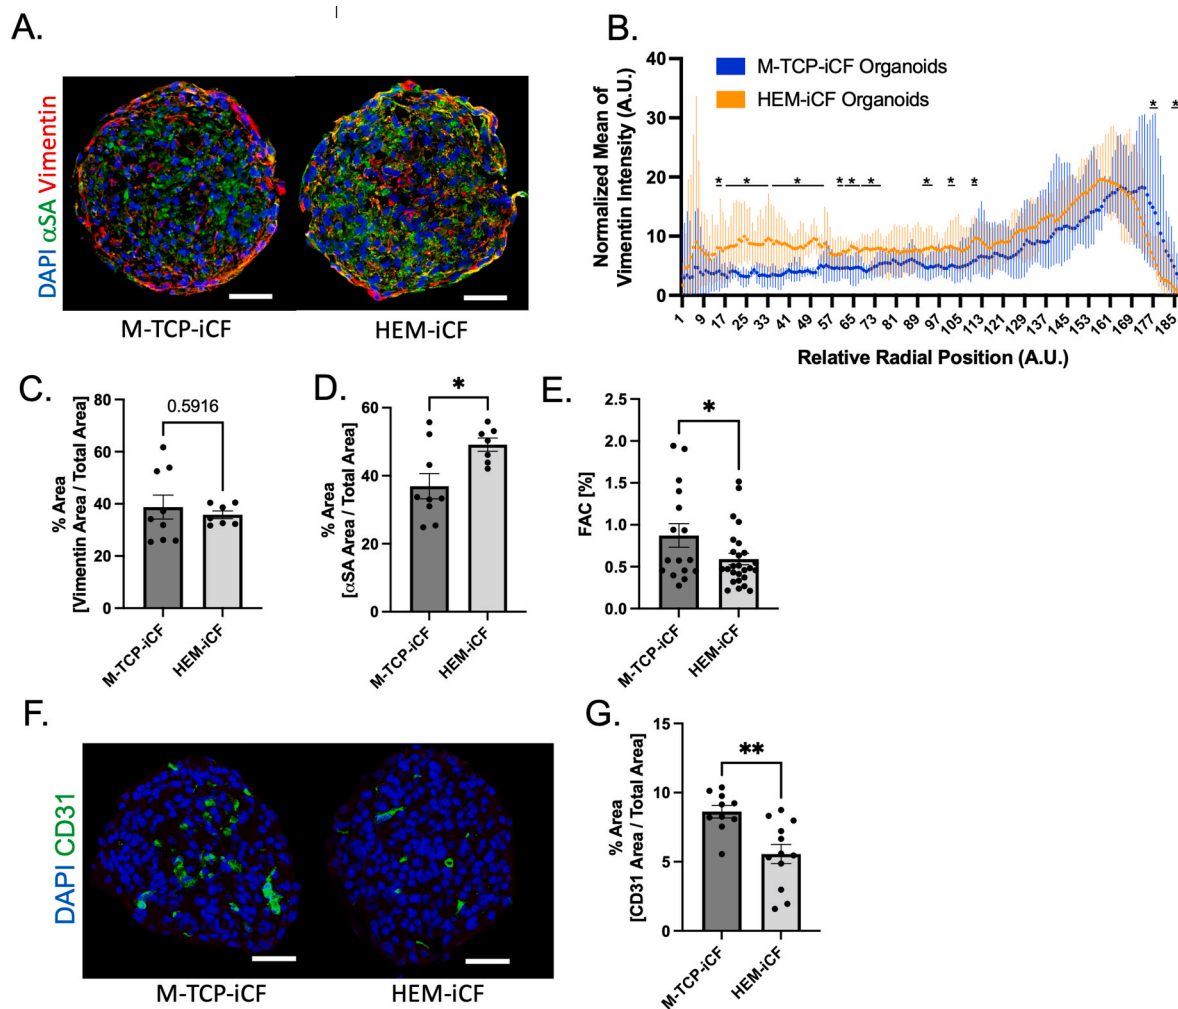 A.
DAPI αSA Vimentin
M-TCP-iCF
HEM-iCF
B.
Normalized Mean of
Vimentin Intensity (A.U.)
40
30
20
10
0
M-TCP-iCF Organoids
HEM-iCF Organoids
* * * * * * * * * * *
1 9 17 25 33 41 49 57 65 73 81 89 97 105 113 121 129 137 145 153 161 169 177 185
Relative Radial Position (A.U.)
C.
% Area
[Vimentin Area / Total Area]
80
60
40
20
0
0.5916
M-TCP-iCF
HEM-iCF
D.
% Area
[αSA Area / Total Area]
60
40
20
0
*
M-TCP-iCF
HEM-iCF
E.
FAC [%]
2.5
2.0
1.5
1.0
0.5
0.0
*
M-TCP-iCF
HEM-iCF
F.
DAPI CD31
M-TCP-iCF
HEM-iCF
G.
% Area
[CD31 Area / Total Area]
15
10
5
0
**
M-TCP-iCF
HEM-iCF